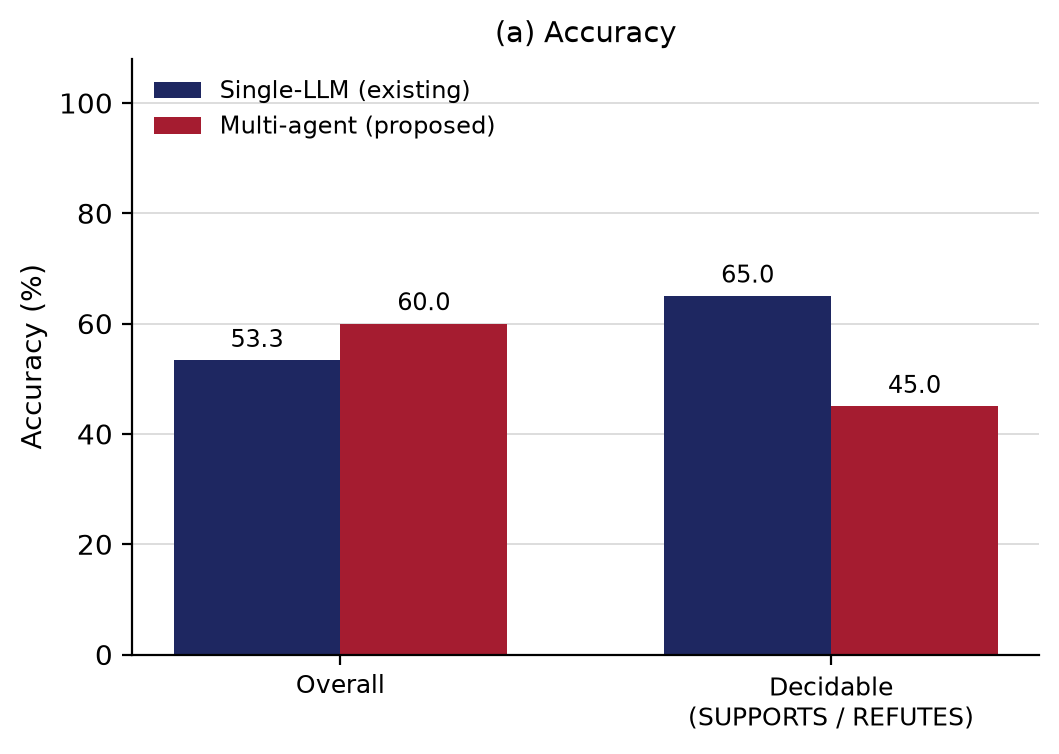 (a) Accuracy
Single-LLM (existing)
Multi-agent (proposed)
Accuracy (%)
100
80
60
40
20
0
53.3
60.0
65.0
45.0
Overall
Decidable
(SUPPORTS / REFUTES)